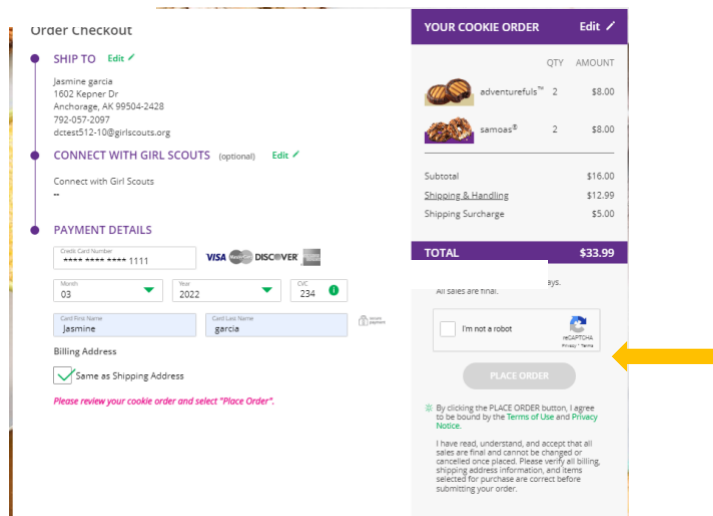 Order Checkout
SHIP TO Edit
Jasmine garcia
1602 Kepner Dr
Anchorage, AK 99504-2428
792-057-2097
dctest512-10@girlscouts.org
CONNECT WITH GIRL SCOUTS (optional) Edit
Connect with Girl Scouts
--
PAYMENT DETAILS
Credit Card Number
**** **** **** 1111
VISA MasterCard DISCOVER
Month
03
Year
2022
CVC
234
Card First Name
Jasmine
Card Last Name
garcia
secure
payment
Billing Address
Same as Shipping Address
Please review your cookie order and select "Place Order".
YOUR COOKIE ORDER Edit
QTY AMOUNT
adventurefuls™ 2 $8.00
samoas® 2 $8.00
Subtotal $16.00
Shipping & Handling $12.99
Shipping Surcharge $5.00
TOTAL $33.99
ays.
All sales are final.
I'm not a robot
reCAPTCHA
Privacy - Terms
PLACE ORDER
By clicking the PLACE ORDER button, I agree
to be bound by the Terms of Use and Privacy
Notice.
I have read, understand, and accept that all
sales are final and cannot be changed or
cancelled once placed. Please verify all billing,
shipping address information, and items
selected for purchase are correct before
submitting your order.